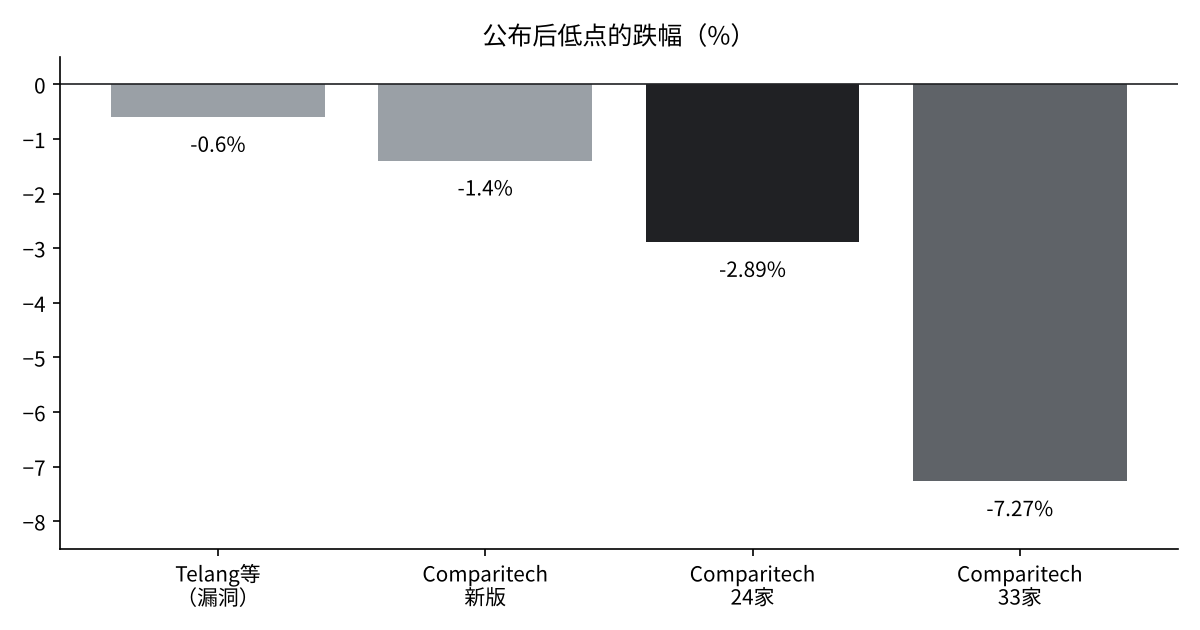 公布后低点的跌幅（%）
0
−1
−2
−3
−4
−5
−6
−7
−8
-0.6%
-1.4%
-2.89%
-7.27%
Telang等
（漏洞）
Comparitech
新版
Comparitech
24家
Comparitech
33家